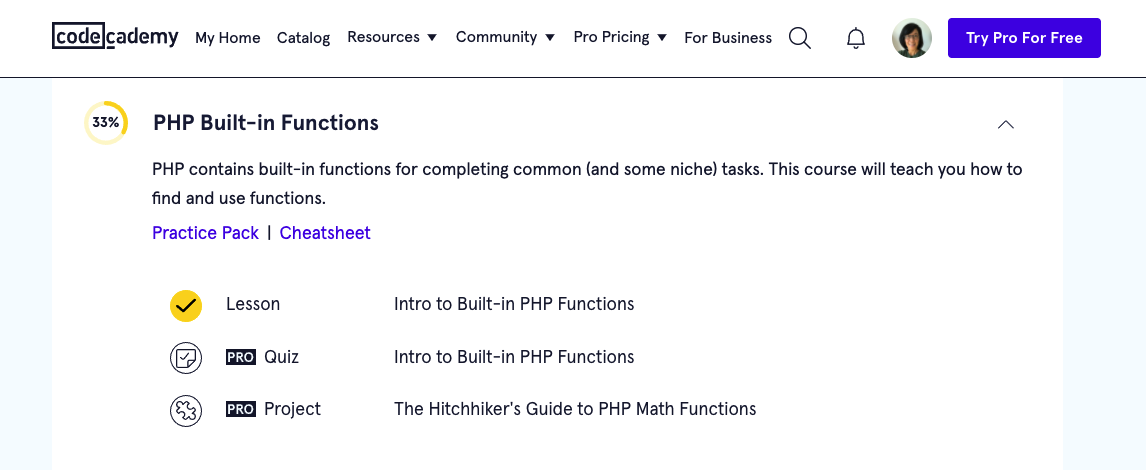 codecademy My Home Catalog Resources ▼ Community ▼ Pro Pricing ▼ For Business Try Pro For Free
33% PHP Built-in Functions
PHP contains built-in functions for completing common (and some niche) tasks. This course will teach you how to
find and use functions.
Practice Pack | Cheatsheet
Lesson Intro to Built-in PHP Functions
PRO Quiz Intro to Built-in PHP Functions
PRO Project The Hitchhiker's Guide to PHP Math Functions